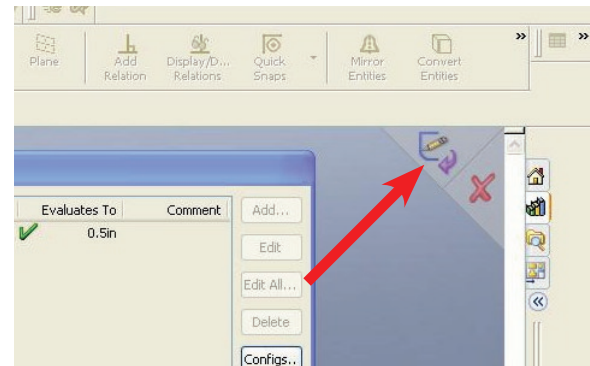 Plane
Add Relation
Display/D... Relations
Quick Snaps
Mirror Entities
Convert Entities
Evaluates To
Comment
Add...
0.5in
Edit
Edit All...
Delete
Configs..